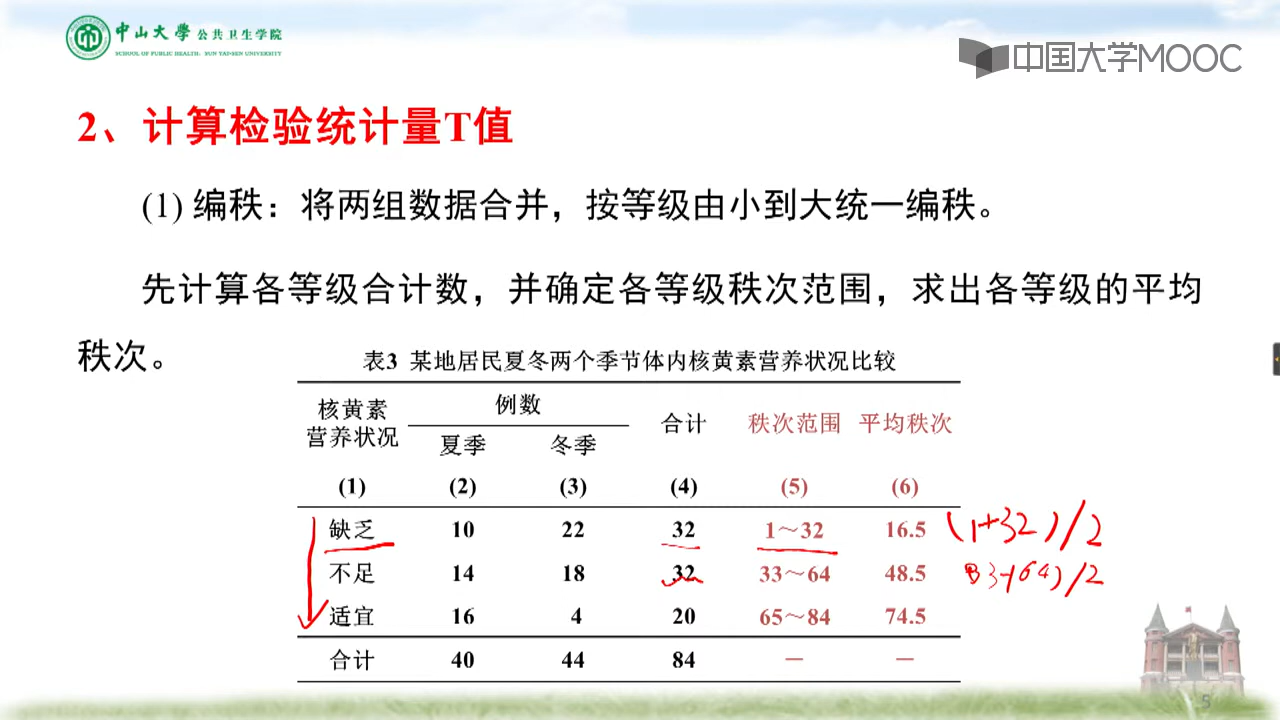 中山大學 公共卫生学院
SCHOOL OF PUBLIC HEALTH, SUN YAT-SEN UNIVERSITY
中国大学MOOC
2、计算检验统计量T值
(1) 编秩：将两组数据合并，按等级由小到大统一编秩。
先计算各等级合计数，并确定各等级秩次范围，求出各等级的平均
秩次。
表3 某地居民夏冬两个季节体内核黄素营养状况比较
核黄素营养状况 例数 合计 秩次范围 平均秩次
夏季 冬季
(1) (2) (3) (4) (5) (6)
缺乏 10 22 32 1～32 16.5 (1+32)/2
不足 14 18 32 33～64 48.5 33+64)/2
适宜 16 4 20 65～84 74.5
合计 40 44 84 — —
5